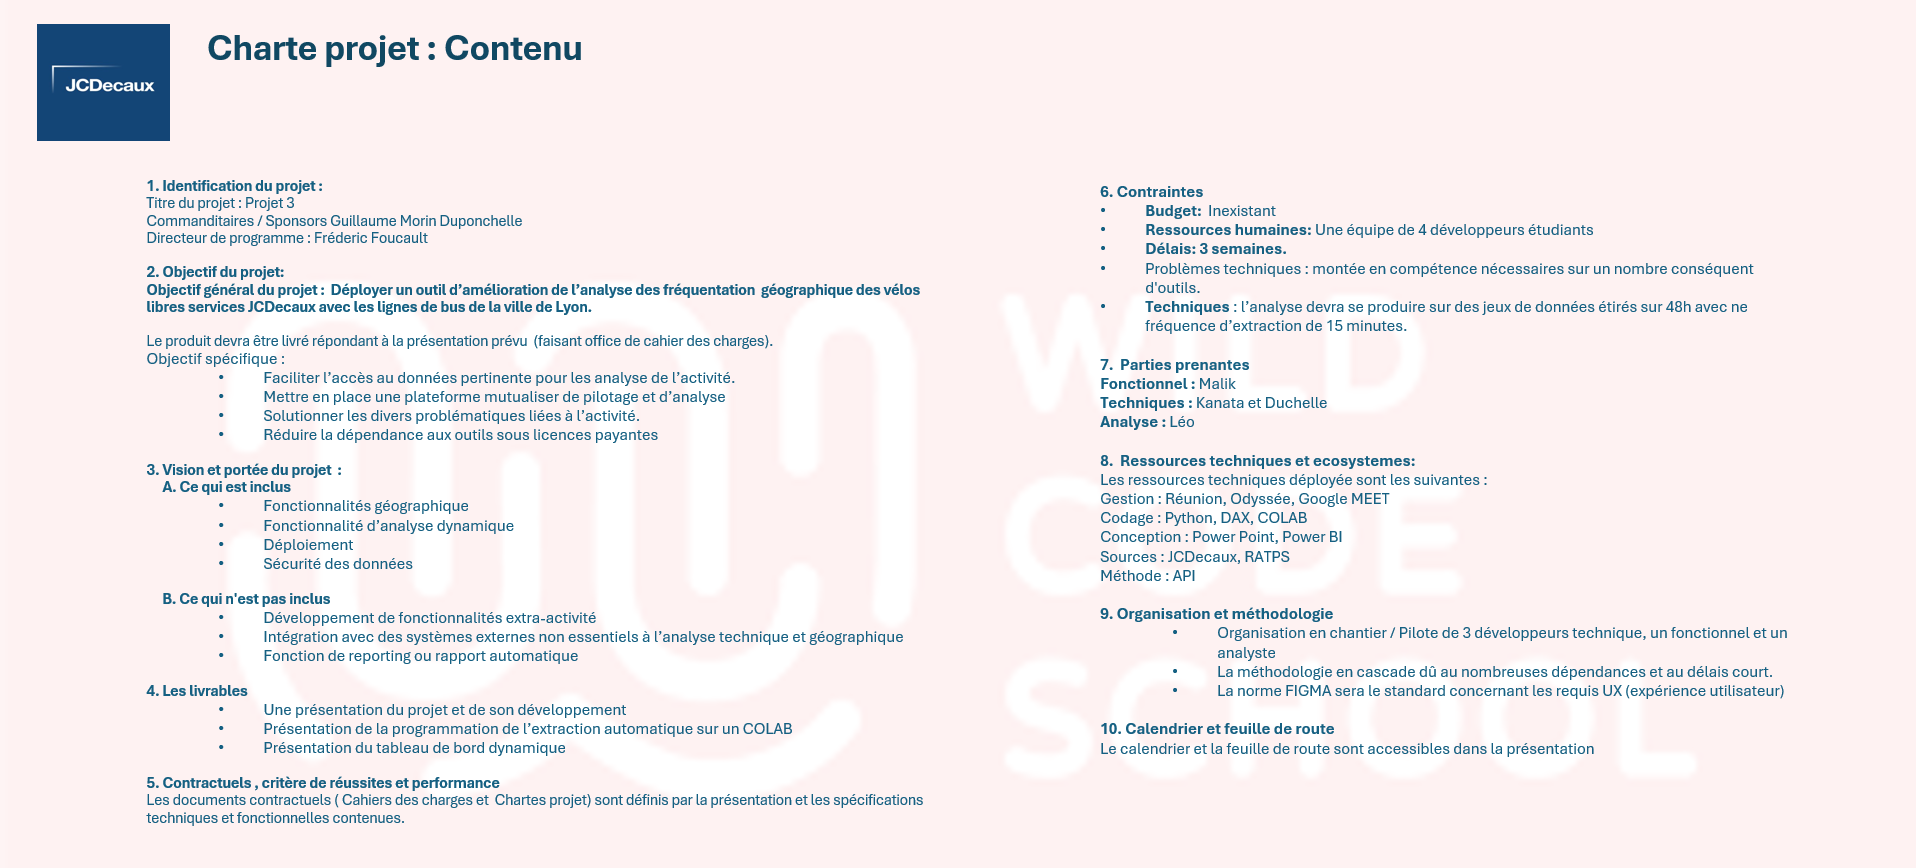 JCDecaux
Charte projet : Contenu
1. Identification du projet :
Titre du projet : Projet 3
Commanditaires / Sponsors Guillaume Morin Duponchelle
Directeur de programme : Fréderic Foucault
2. Objectif du projet:
Objectif général du projet : Déployer un outil d'amélioration de l'analyse des fréquentation géographique des vélos
libres services JCDecaux avec les lignes de bus de la ville de Lyon.
Le produit devra être livré répondant à la présentation prévu (faisant office de cahier des charges).
Objectif spécifique :
• Faciliter l'accès au données pertinente pour les analyse de l'activité.
• Mettre en place une plateforme mutualiser de pilotage et d'analyse
• Solutionner les divers problématiques liées à l'activité.
• Réduire la dépendance aux outils sous licences payantes
3. Vision et portée du projet :
A. Ce qui est inclus
• Fonctionnalités géographique
• Fonctionnalité d'analyse dynamique
• Déploiement
• Sécurité des données
B. Ce qui n'est pas inclus
• Développement de fonctionnalités extra-activité
• Intégration avec des systèmes externes non essentiels à l'analyse technique et géographique
• Fonction de reporting ou rapport automatique
4. Les livrables
• Une présentation du projet et de son développement
• Présentation de la programmation de l'extraction automatique sur un COLAB
• Présentation du tableau de bord dynamique
5. Contractuels , critère de réussites et performance
Les documents contractuels ( Cahiers des charges et Chartes projet) sont définis par la présentation et les spécifications
techniques et fonctionnelles contenues.
6. Contraintes
• Budget: Inexistant
• Ressources humaines: Une équipe de 4 développeurs étudiants
• Délais: 3 semaines.
• Problèmes techniques : montée en compétence nécessaires sur un nombre conséquent
d'outils.
• Techniques : l'analyse devra se produire sur des jeux de données étirés sur 48h avec ne
fréquence d'extraction de 15 minutes.
7. Parties prenantes
Fonctionnel : Malik
Techniques : Kanata et Duchelle
Analyse : Léo
8. Ressources techniques et ecosystemes:
Les ressources techniques déployée sont les suivantes :
Gestion : Réunion, Odyssée, Google MEET
Codage : Python, DAX, COLAB
Conception : Power Point, Power BI
Sources : JCDecaux, RATPS
Méthode : API
9. Organisation et méthodologie
• Organisation en chantier / Pilote de 3 développeurs technique, un fonctionnel et un
analyste
• La méthodologie en cascade dû au nombreuses dépendances et au délais court.
• La norme FIGMA sera le standard concernant les requis UX (expérience utilisateur)
10. Calendrier et feuille de route
Le calendrier et la feuille de route sont accessibles dans la présentation
WILD
CODE
SCHOOL